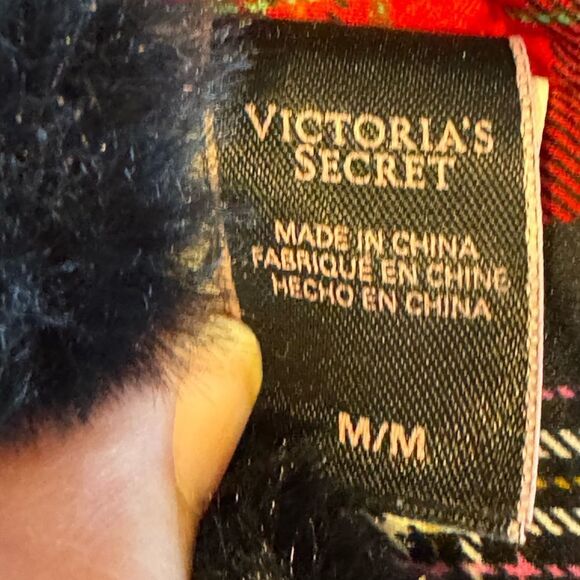 VICTORIA'S
SECRET
MADE IN CHINA
FABRIQUE EN CHINE
HECHO EN CHINA
M/M